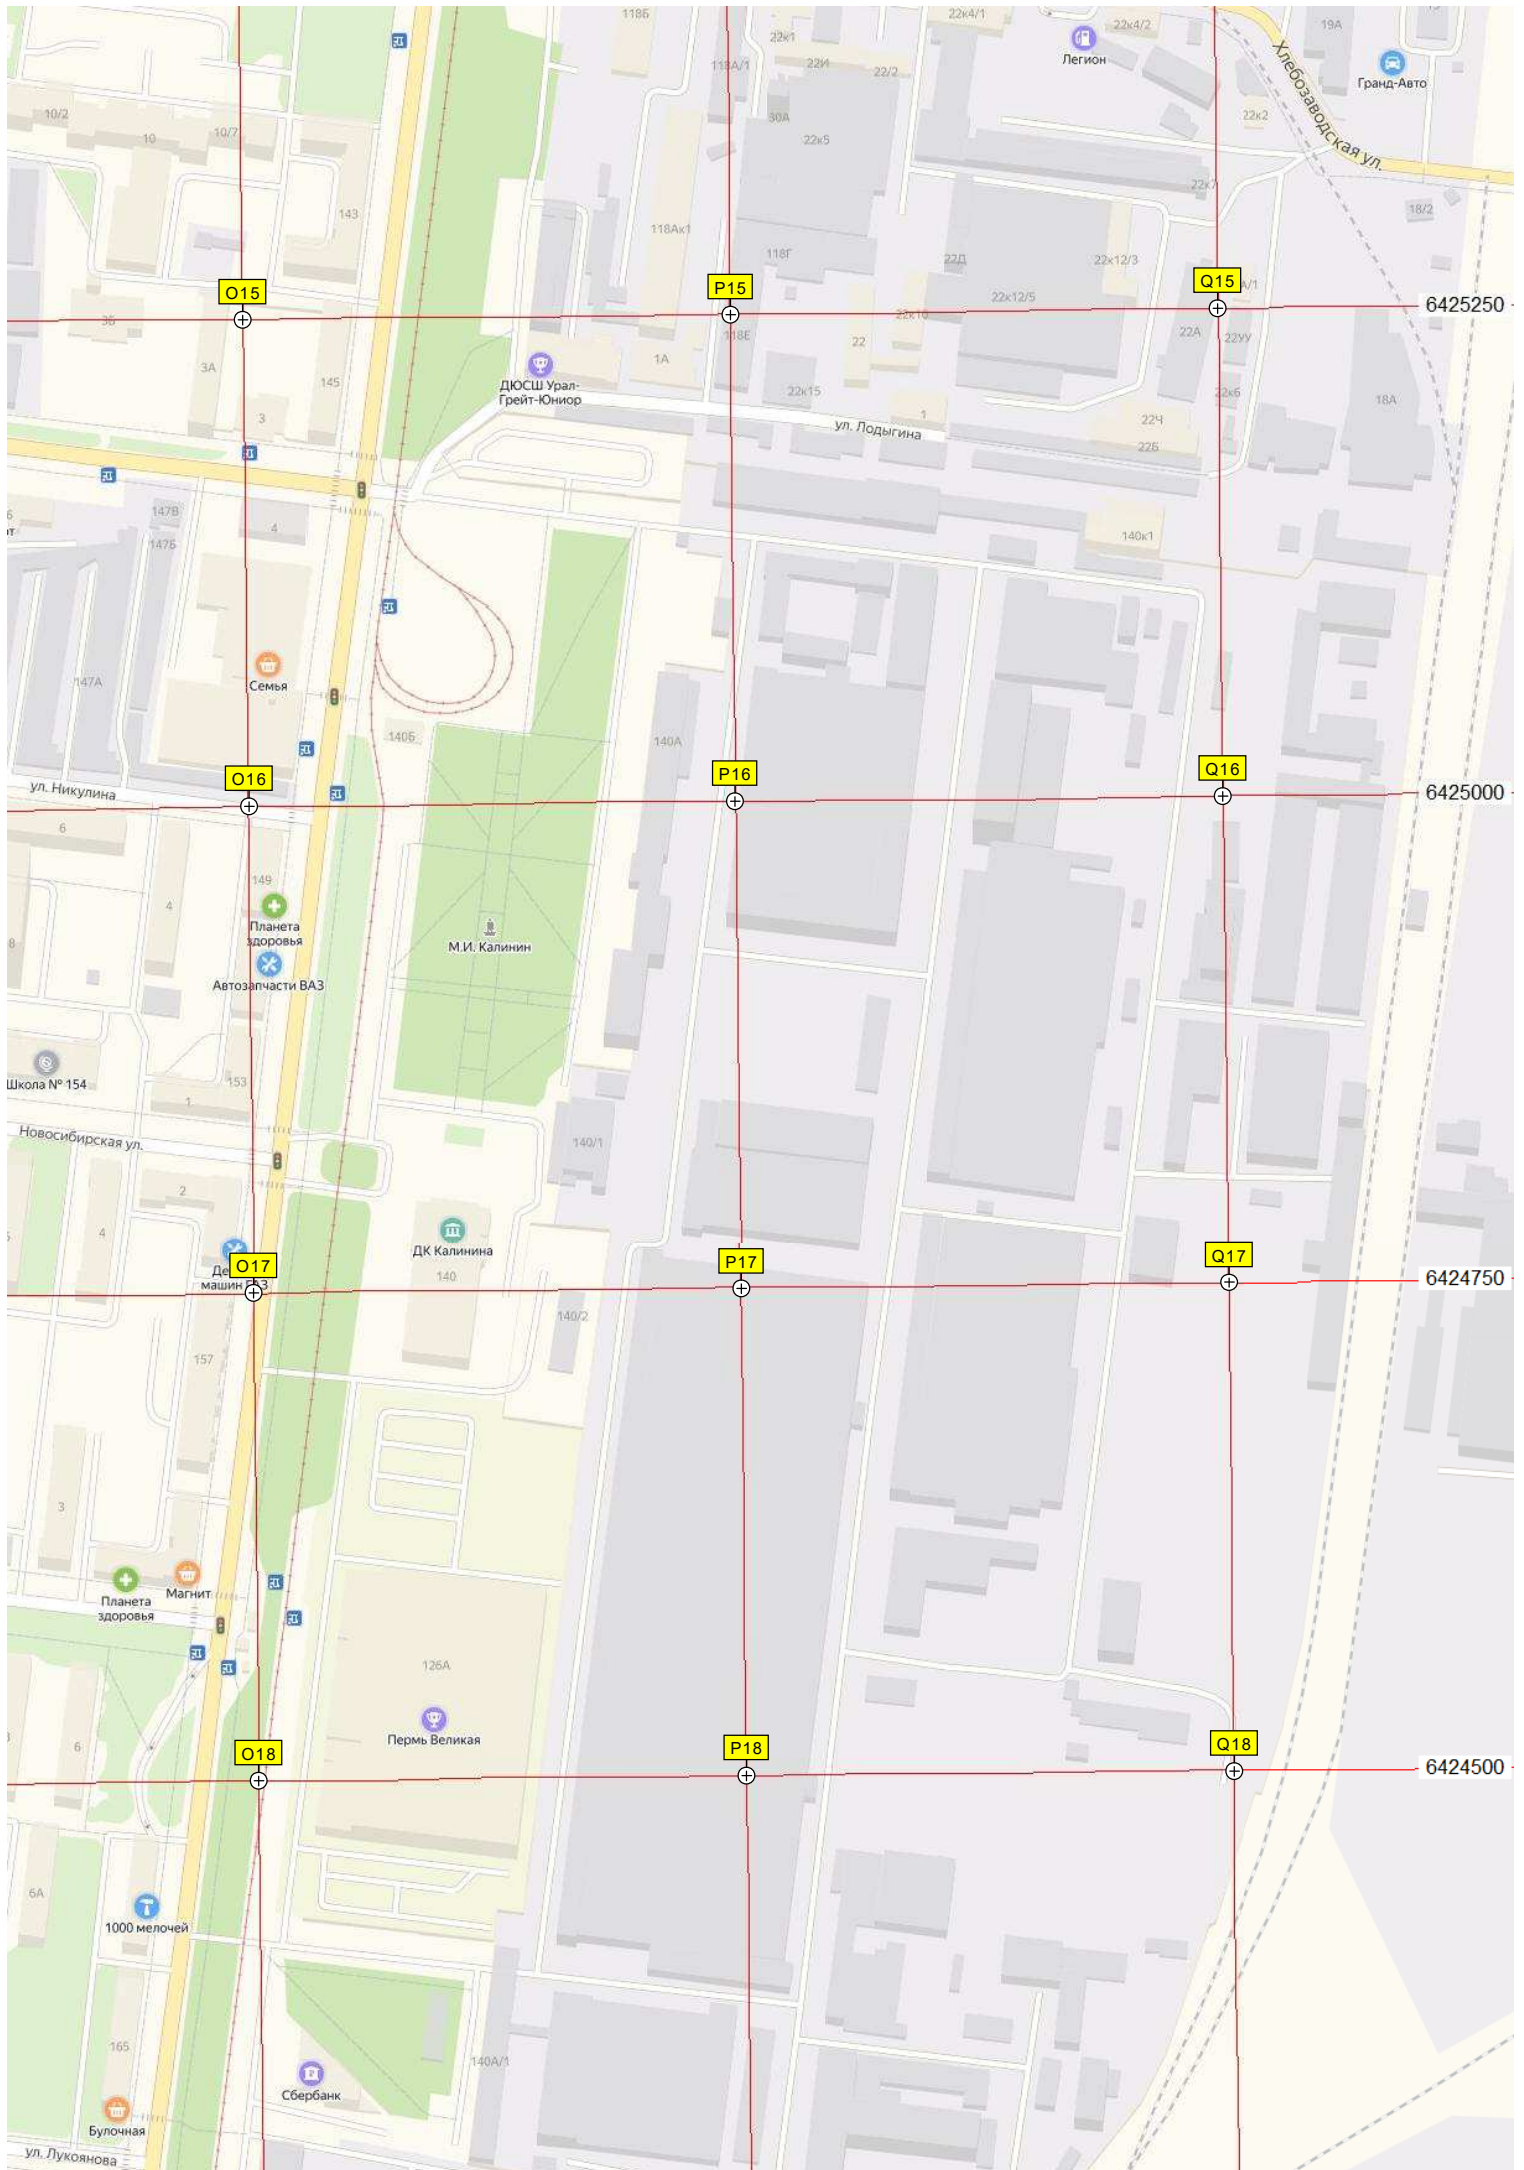 118Б
22к4/1
22к4/2
19А
22к1
Легион
118А/1
22И
22/2
Гранд-Авто
Хлебозаводская ул.
10/2
10
10/7
30А
22к5
22к2
143
22к7
18/2
118Ак1
118Г
22Д
22к12/3
O15
P15
Q15
А/1
22к12/5
6425250
3Б
22к10
118Е
22
22А
22УУ
3А
145
1А
ДЮСШ Урал-
Грейт-Юниор
22к15
22к6
18А
3
1
22Ч
ул. Лодыгина
22Б
147В
4
147Б
140к1
Семья
147А
140Б
140А
O16
P16
Q16
ул. Никулина
6425000
6
149
4
Планета
здоровья
М.И. Калинин
8
Автозапчасти ВАЗ
Школа № 154
153
1
Новосибирская ул.
140/1
2
4
ДК Калинина
O17
P17
Q17
машин ГАЗ
140
6424750
140/2
157
3
Магнит
Планета
здоровья
126А
6
Пермь Великая
O18
P18
Q18
6424500
6А
1000 мелочей
165
140А/1
Сбербанк
Булочная
ул. Лукоянова